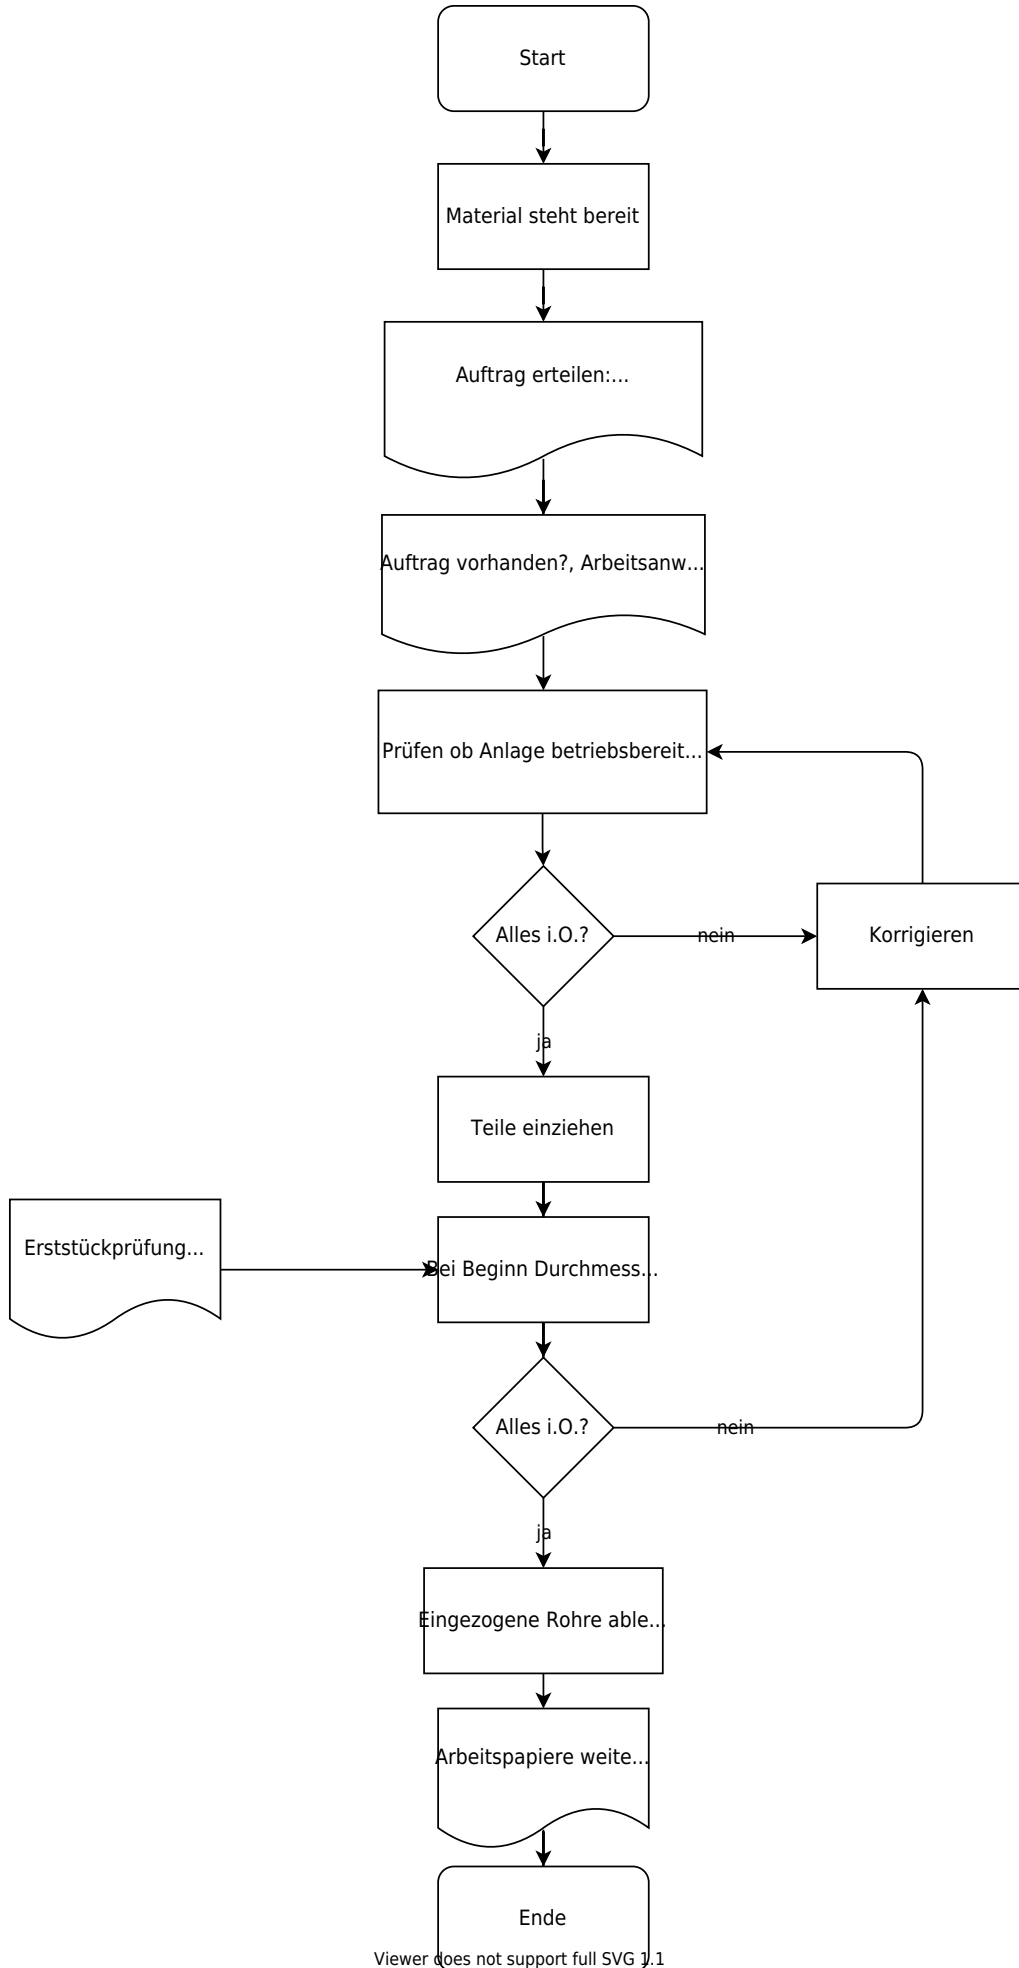 Start
Material steht bereit
Auftrag erteilen:...
Auftrag vorhanden?, Arbeitsanw...
Prüfen ob Anlage betriebsbereit...
Alles i.O.?
nein
Korrigieren
ja
Teile einziehen
Erststückprüfung...
Bei Beginn Durchmess...
Alles i.O.?
nein
ja
Eingezogene Rohre able...
Arbeitspapiere weite...
Ende
Viewer does not support full SVG 1.1